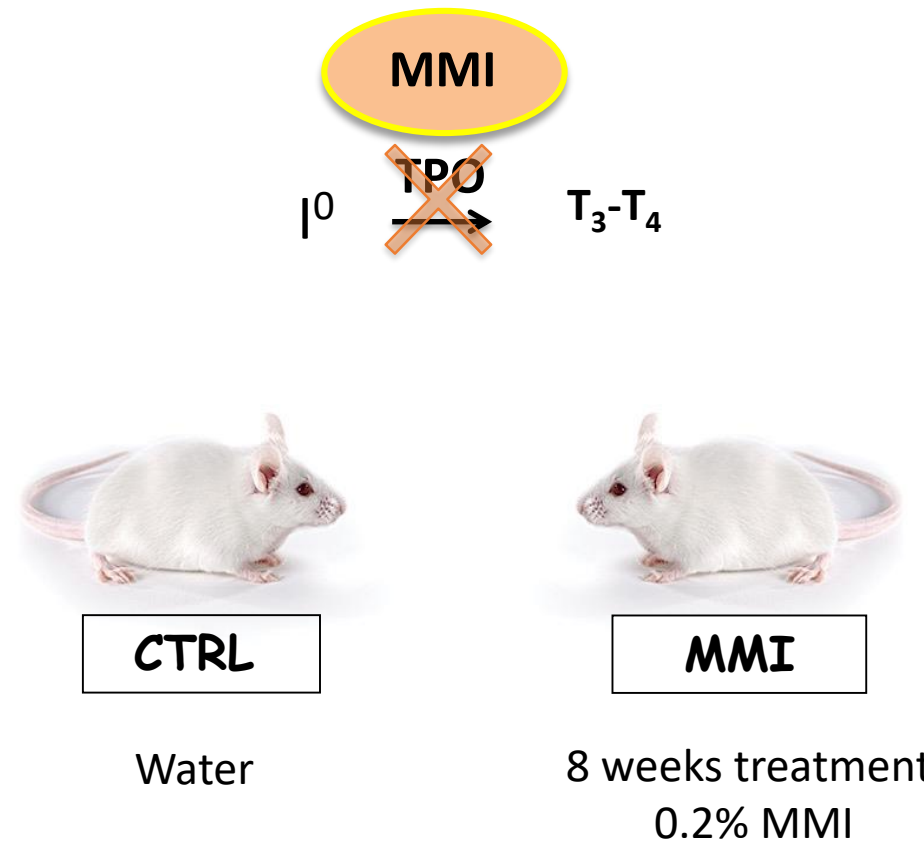 MMI
TPO
I⁰ T₃-T₄
CTRL
MMI
Water
8 weeks treatment
0.2% MMI